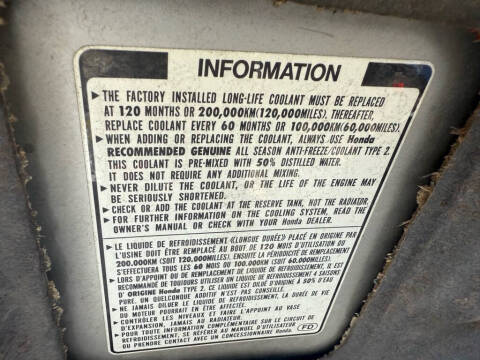 INFORMATION
▸ THE FACTORY INSTALLED LONG-LIFE COOLANT MUST BE REPLACED
AT 120 MONTHS OR 200,000KM(120,000MILES). THEREAFTER,
REPLACE COOLANT EVERY 60 MONTHS OR 100,000KM(60,000MILES).
▸ WHEN ADDING OR REPLACING THE COOLANT, ALWAYS USE Honda
RECOMMENDED GENUINE ALL SEASON ANTI-FREEZE/COOLANT TYPE 2.
THIS COOLANT IS PRE-MIXED WITH 50% DISTILLED WATER.
IT DOES NOT REQUIRE ANY ADDITIONAL MIXING.
▸ NEVER DILUTE THE COOLANT, OR THE LIFE OF THE ENGINE MAY
BE SERIOUSLY SHORTENED.
▸ CHECK OR ADD THE COOLANT AT THE RESERVE TANK, NOT THE RADIATOR.
▸ FOR FURTHER INFORMATION ON THE COOLING SYSTEM, READ THE
OWNER'S MANUAL OR CHECK WITH YOUR Honda DEALER.
▸ LE LIQUIDE DE REFROIDISSEMENT (LONGUE DURÉE) PLACÉ EN ORIGINE PAR
L'USINE DOIT ÊTRE REMPLACÉ AU BOUT DE 120 MOIS D'UTILISATION OU
200.000KM (SOIT 120.000MILES), ENSUITE LA PÉRIODICITÉ DE REMPLACEMENT
S'EFFECTUERA TOUS LES 60 MOIS OU 100.000KM (SOIT 60.000MILES).
▸ LORS D'APPOINT OU DE REMPLACEMENT DE LIQUIDE DE REFROIDISSEMENT, IL EST
RECOMMANDÉ DE TOUJOURS UTILISER UN LIQUIDE DE REFROIDISSEMENT 4 SAISONS
D' ORIGINE Honda TYPE 2. CE LIQUIDE EST DILUÉ D'ORIGINE À 50% D'EAU
PURE. UN QUELCONQUE ADDITIF N'EST PAS CONSEILLÉ.
▸ NE JAMAIS DILUER LE LIQUIDE DE REFROIDISSEMENT, LA DURÉE DE VIE
DU MOTEUR POURRAIT EN ÊTRE AFFECTÉE.
▸ CONTRÔLER LES NIVEAUX ET FAIRE L'APPOINT AU VASE
D'EXPANSION, JAMAIS AU RADIATEUR.
▸ POUR TOUTE INFORMATION COMPLÉMENTAIRE SUR LE CIRCUIT DE
REFROIDISSEMENT, SE RÉFÉRER AU MANUEL D'UTILISATION
OU PRENDRE CONTACT AVEC UN CONCESSIONNAIRE Honda. FD